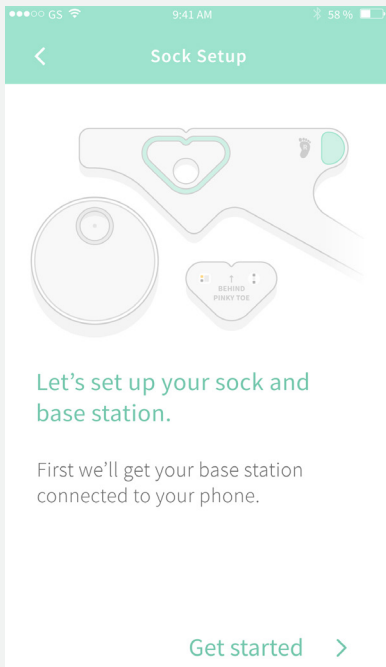 GS 9:41 AM 58 %
Sock Setup
↑
BEHIND
PINKY TOE
Let’s set up your sock and
base station.
First we’ll get your base station
connected to your phone.
Get started >